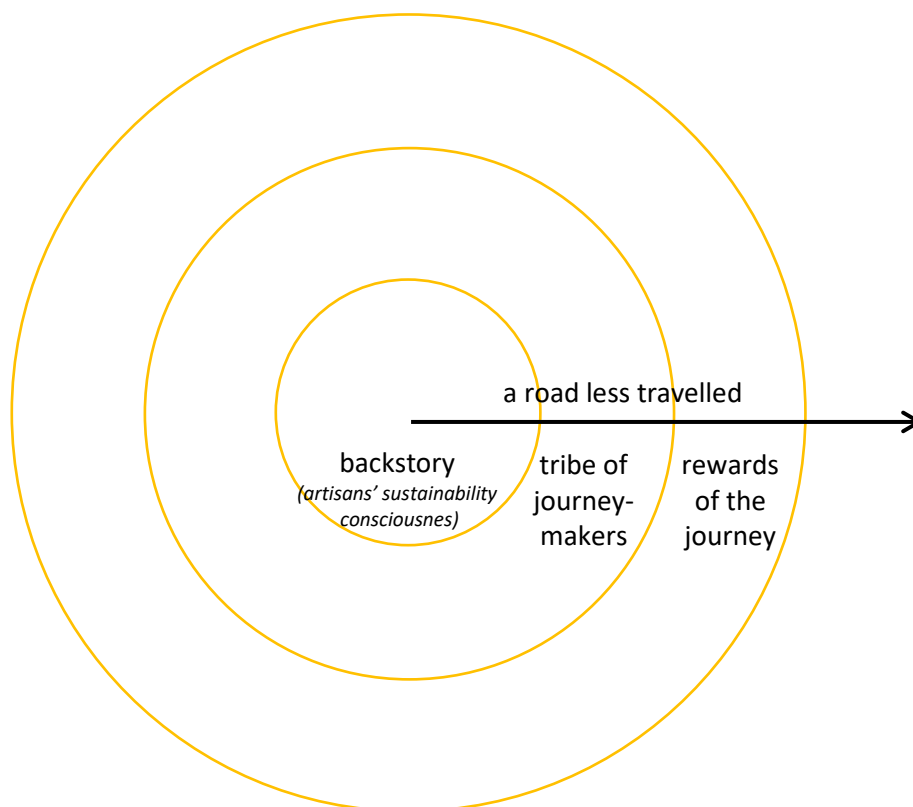 a road less travelled
backstory
(artisans’ sustainability
consciousnes)
tribe of
journey-
makers
rewards
of the
journey